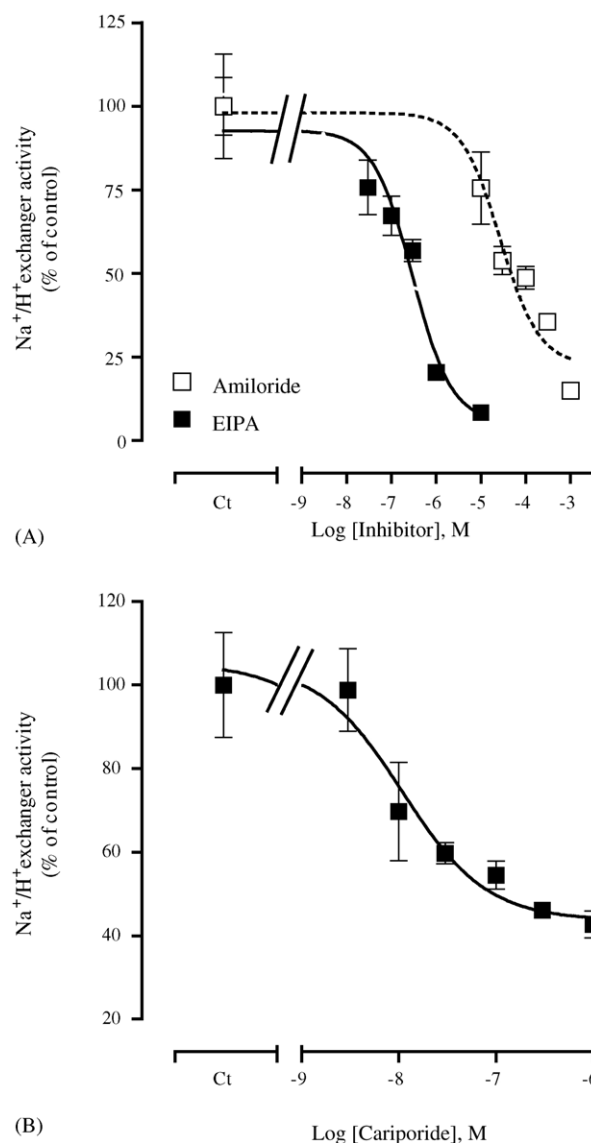 125
100
75
50
25
0
Na⁺/H⁺exchanger activity
(% of control)
Amiloride
EIPA
Ct
-9 -8 -7 -6 -5 -4 -3
Log [Inhibitor], M
(A)
120
100
80
60
40
20
Na⁺/H⁺exchanger activity
(% of control)
Ct
-9 -8 -7 -6
Log [Cariporide], M
(B)